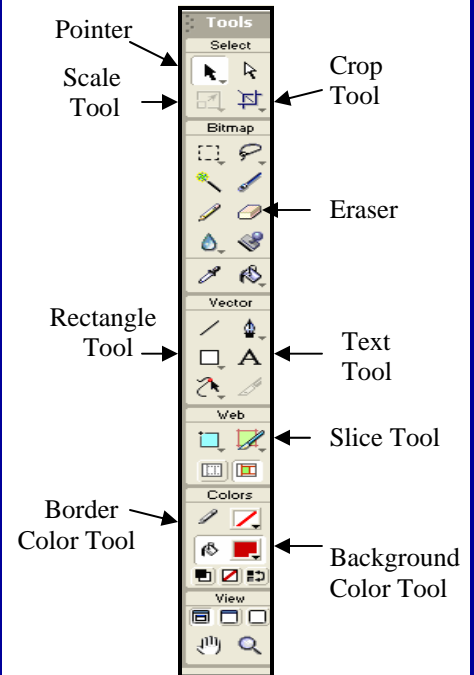 Tools
Pointer
Select
Scale
Tool
Crop
Tool
Bitmap
Eraser
Vector
Rectangle
Tool
A
Text
Tool
Web
Slice Tool
Colors
Border
Color Tool
Background
Color Tool
View